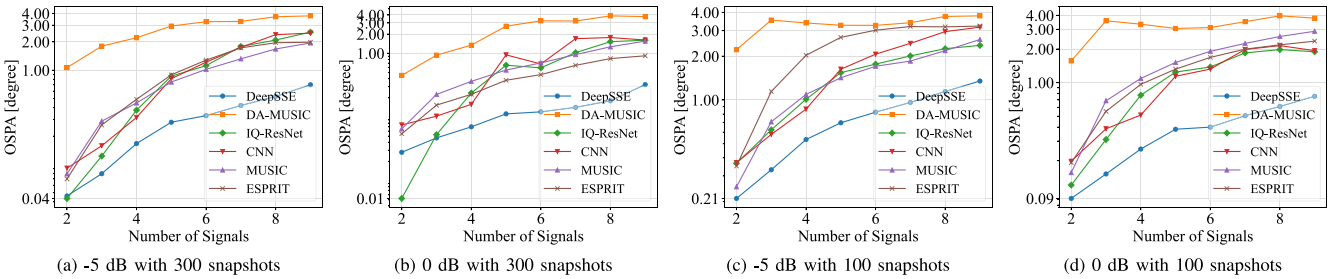 OSPA [degree]
4.00
3.00
2.00
1.00
0.04
DeepSSE
DA-MUSIC
IQ-ResNet
CNN
MUSIC
ESPRIT
2 4 6 8
Number of Signals
(a) -5 dB with 300 snapshots
OSPA [degree]
4.00
3.00
2.00
1.00
0.01
DeepSSE
DA-MUSIC
IQ-ResNet
CNN
MUSIC
ESPRIT
2 4 6 8
Number of Signals
(b) 0 dB with 300 snapshots
OSPA [degree]
4.00
3.00
2.00
1.00
0.21
DeepSSE
DA-MUSIC
IQ-ResNet
CNN
MUSIC
ESPRIT
2 4 6 8
Number of Signals
(c) -5 dB with 100 snapshots
OSPA [degree]
4.00
3.00
2.00
1.00
0.09
DeepSSE
DA-MUSIC
IQ-ResNet
CNN
MUSIC
ESPRIT
2 4 6 8
Number of Signals
(d) 0 dB with 100 snapshots